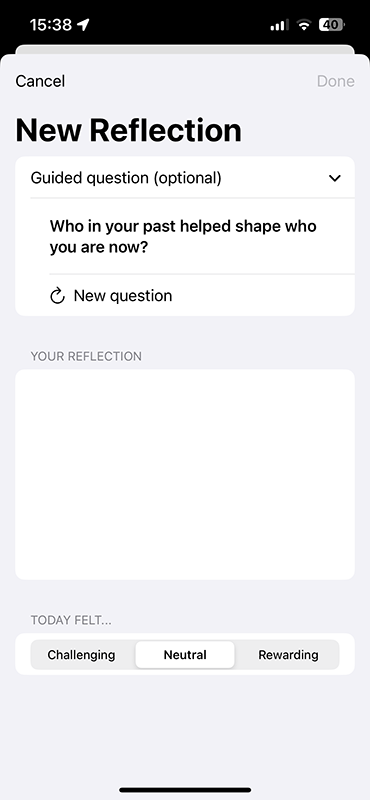 15:38
40
Cancel
Done
New Reflection
Guided question (optional)
Who in your past helped shape who
you are now?
New question
YOUR REFLECTION
TODAY FELT...
Challenging
Neutral
Rewarding